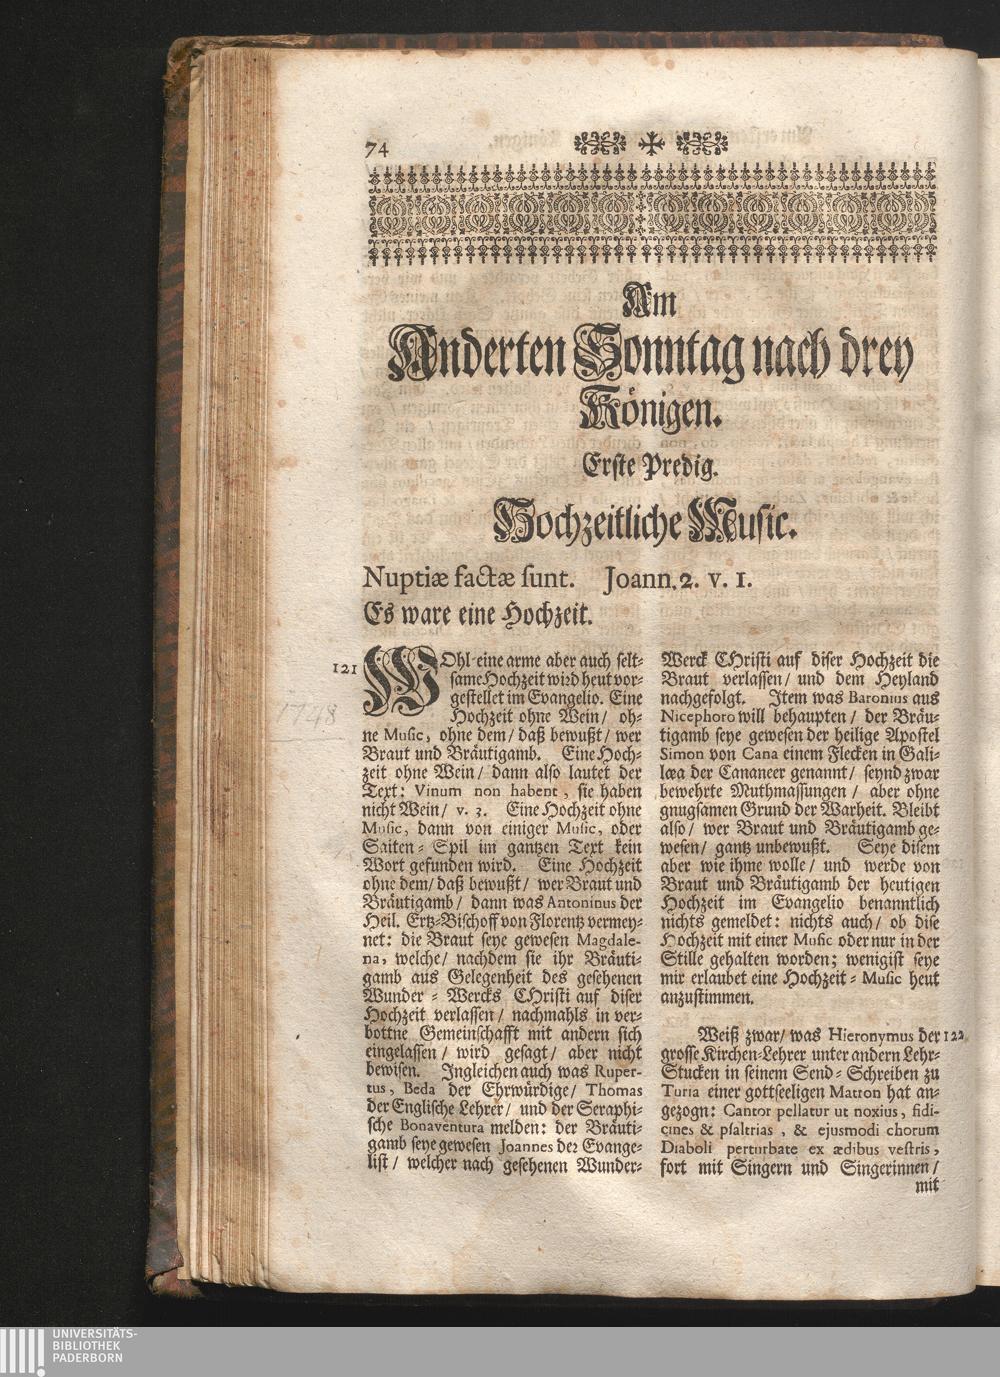 74
Am
Anderten Sonntag nach drey
Königen.
Erste Predig.
Hochzeitliche Music.
Nuptiæ factæ sunt. Joann. 2. v. 1.
Es ware eine Hochzeit.
121
WOhl eine arme aber auch selt-
same Hochzeit wird heut vor-
gestellet im Evangelio. Eine
Hochzeit ohne Wein / oh-
ne Music, ohne dem / daß bewußt / wer
Braut und Bräutigamb. Eine Hoch-
zeit ohne Wein / dann also lautet der
Text: Vinum non habent, sie haben
nicht Wein / v. 3. Eine Hochzeit ohne
Music, dann von einiger Music, oder
Saiten-Spil im gantzen Text kein
Wort gefunden wird. Eine Hochzeit
ohne dem / daß bewußt / wer Braut und
Bräutigamb / dann was Antoninus der
Heil. Ertz-Bischoff von Florentz vermey-
net: die Braut seye gewesen Magdale-
na, welche / nachdem sie ihr Bräuti-
gamb aus Gelegenheit des gesehenen
Wunder-Wercks CHristi auf diser
Hochzeit verlassen / nachmahls in ver-
bottne Gemeinschafft mit andern sich
eingelassen / wird gesagt / aber nicht
bewisen. Ingleichen auch was Ruper-
tus, Beda der Ehrwürdige / Thomas
der Englische Lehrer / und der Seraphi-
sche Bonaventura melden: der Bräuti-
gamb seye gewesen Joannes der Evange-
list / welcher nach gesehenen Wunder-
Werck CHristi auf diser Hochzeit die
Braut verlassen / und dem Heyland
nachgefolgt. Item was Baronius aus
Nicephoro will behaupten / der Bräu-
tigamb seye gewesen der heilige Apostel
Simon von Cana einem Flecken in Gali-
læa der Cananeer genannt / seynd zwar
bewehrte Muthmassungen / aber ohne
gnugsamen Grund der Warheit. Bleibt
also / wer Braut und Bräutigamb ge-
wesen / gantz unbewußt. Seye disem
aber wie ihme wolle / und werde von
Braut und Bräutigamb der heutigen
Hochzeit im Evangelio benanntlich
nichts gemeldet: nichts auch / ob dise
Hochzeit mit einer Music oder nur in der
Stille gehalten worden; wenigist seye
mir erlaubet eine Hochzeit-Music heut
anzustimmen.
Weiß zwar / was Hieronymus der 122
grosse Kirchen-Lehrer unter andern Lehr-
Stucken in seinem Send-Schreiben zu
Turia einer gottseeligen Matron hat an-
gezogn: Cantor pellatur ut noxius, fidi-
cines & psaltrias, & ejusmodi chorum
Diaboli perturbate ex ædibus vestris,
fort mit Singern und Singerinnen /
mit
1748
UNIVERSITÄTS-
BIBLIOTHEK
PADERBORN